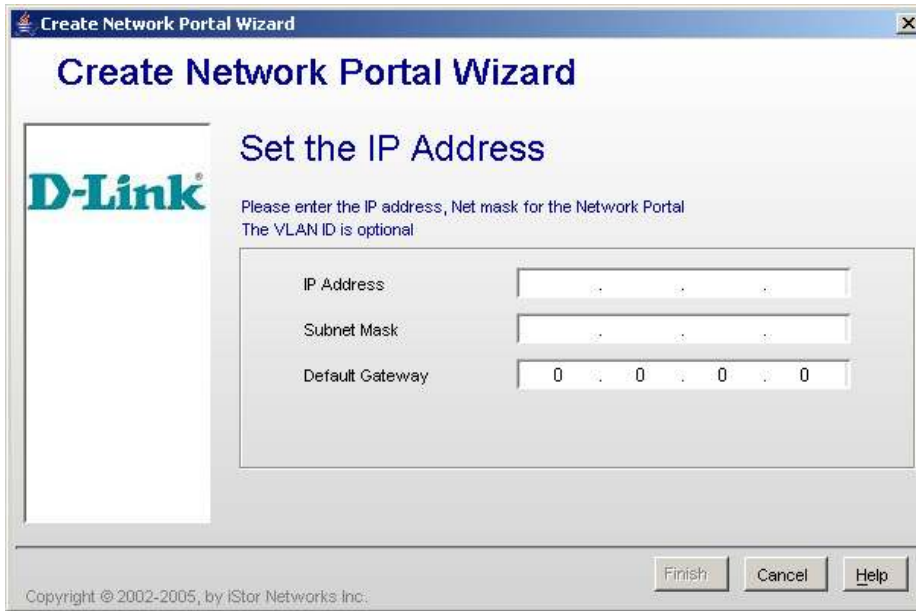 Create Network Portal Wizard
Create Network Portal Wizard
D-Link®
Set the IP Address
Please enter the IP address, Net mask for the Network Portal
The VLAN ID is optional
IP Address . . .
Subnet Mask . . .
Default Gateway 0 . 0 . 0 . 0
Finish Cancel Help
Copyright © 2002-2005, by iStor Networks Inc.